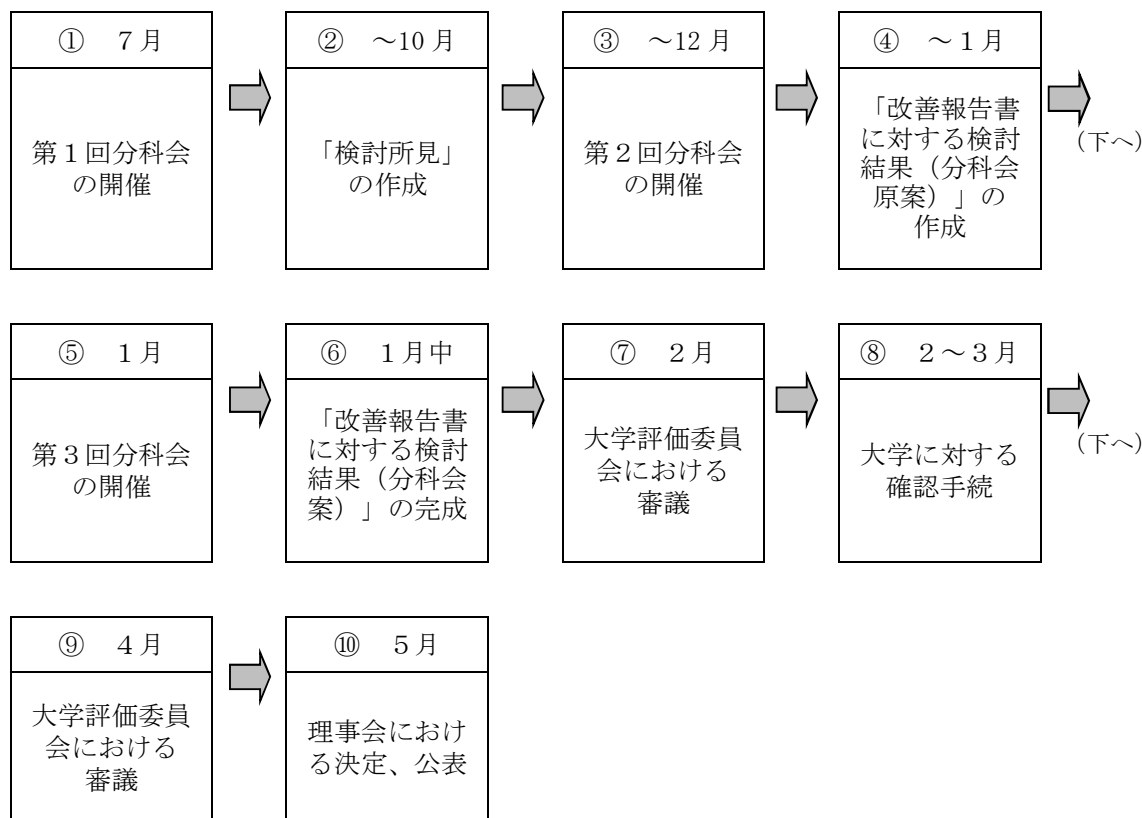 ① 7月
第１回分科会
の開催
② ～10月
「検討所見」
の作成
③ ～12月
第２回分科会
の開催
④ ～１月
「改善報告書
に対する検討
結果（分科会
原案）」の
作成
(下へ)
⑤ １月
第３回分科会
の開催
⑥ １月中
「改善報告書
に対する検討
結果（分科会
案）」の完成
⑦ ２月
大学評価委員
会における
審議
⑧ ２～３月
大学に対する
確認手続
(下へ)
⑨ ４月
大学評価委員
会における
審議
⑩ ５月
理事会におけ
る決定、公表